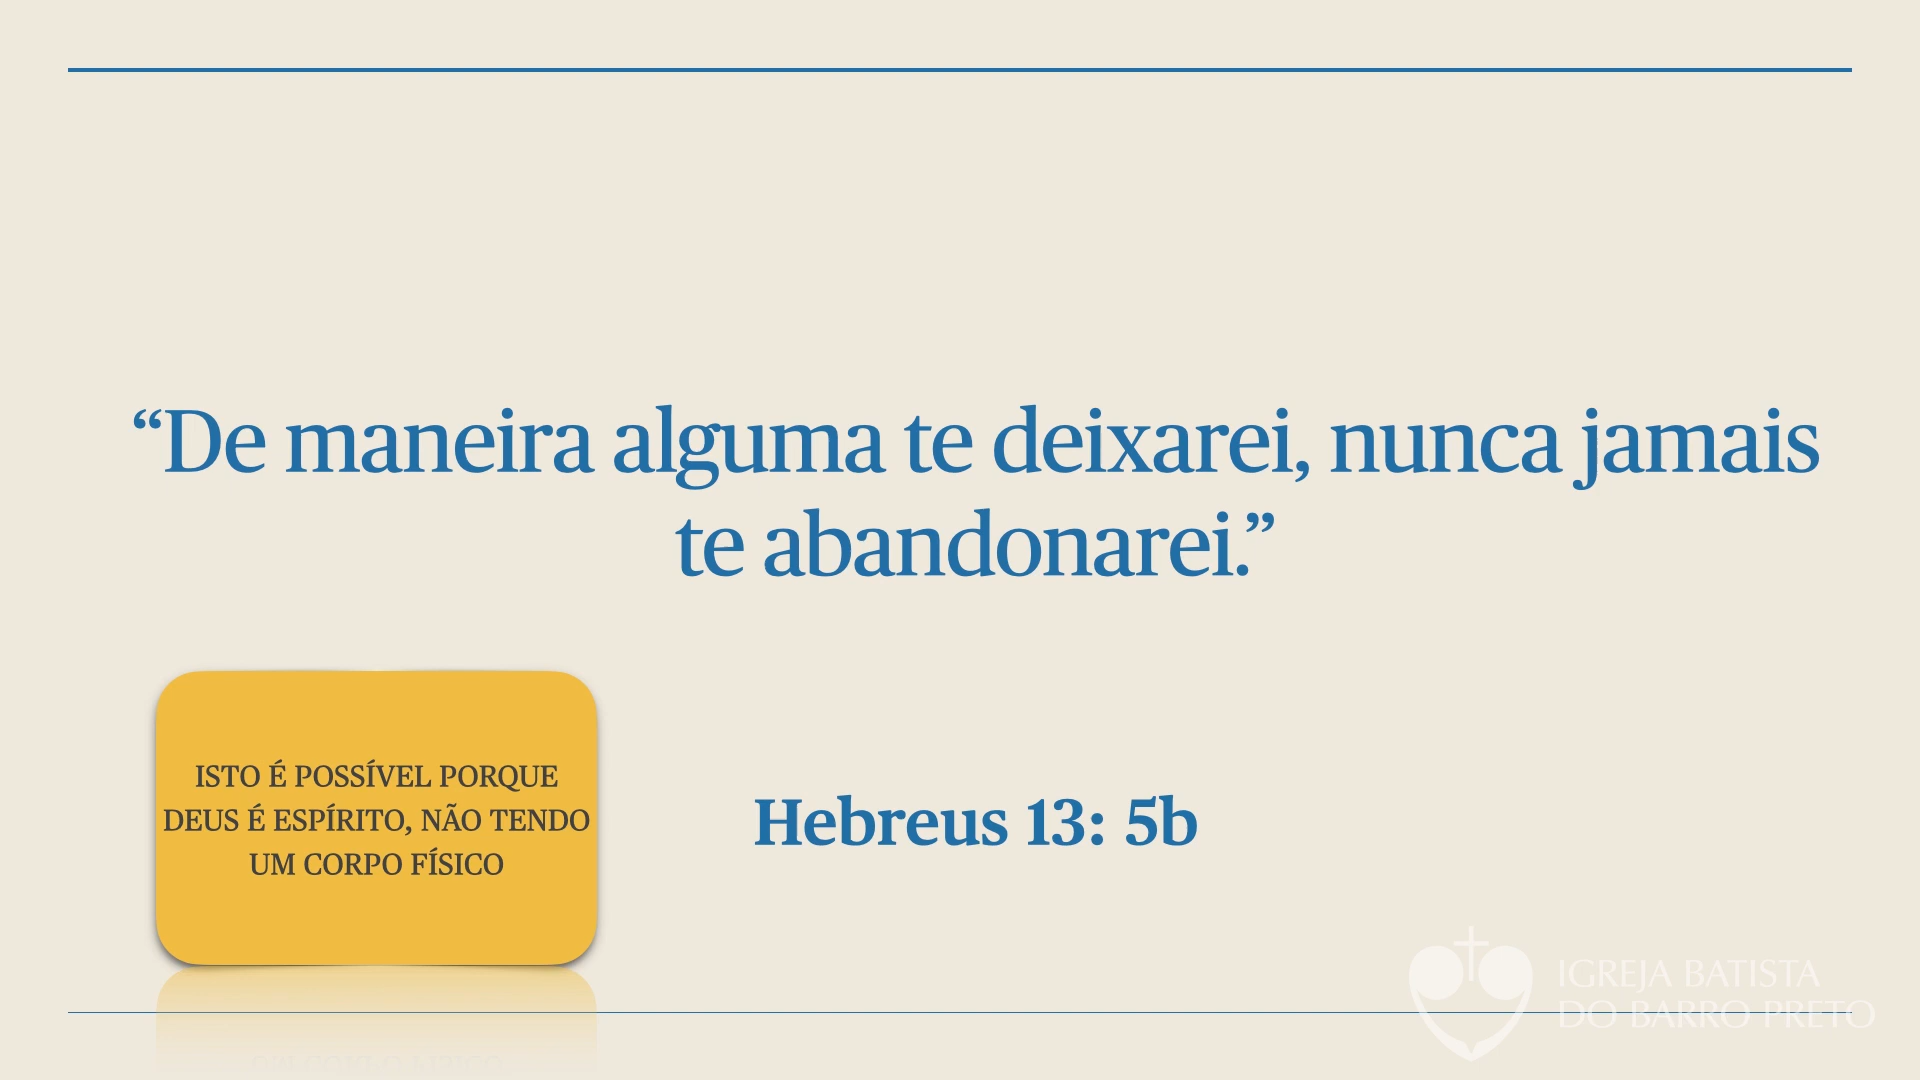 “De maneira alguma te deixarei, nunca jamais
te abandonarei.”
ISTO É POSSÍVEL PORQUE
DEUS É ESPÍRITO, NÃO TENDO
UM CORPO FÍSICO
Hebreus 13: 5b
IGREJA BATISTA
DO BARRO PRETO